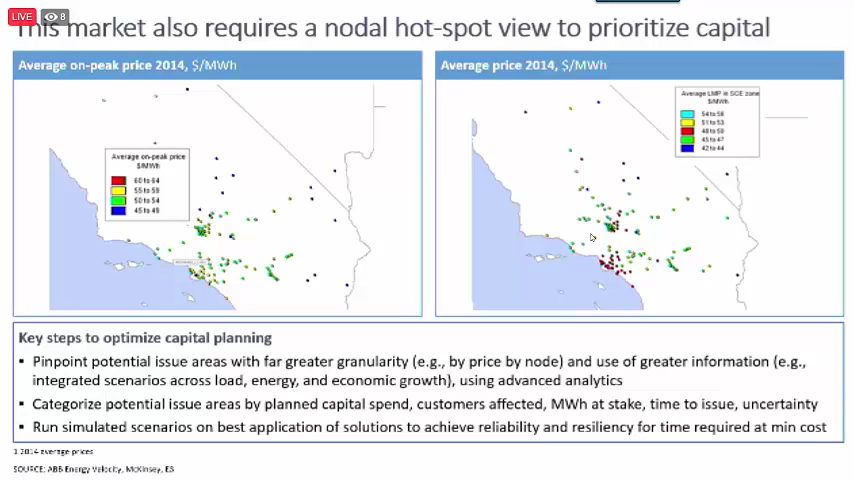 LIVE 8
This market also requires a nodal hot-spot view to prioritize capital
Average on-peak price 2014, $/MWh
Average on-peak price
$/MWh
60 to 64
55 to 59
50 to 54
45 to 49
Average price 2014, $/MWh
Average LMP in SCE zone
$/MWh
54 to 58
51 to 53
48 to 50
45 to 47
42 to 44
Key steps to optimize capital planning
▪ Pinpoint potential issue areas with far greater granularity (e.g., by price by node) and use of greater information (e.g.,
integrated scenarios across load, energy, and economic growth), using advanced analytics
▪ Categorize potential issue areas by planned capital spend, customers affected, MWh at stake, time to issue, uncertainty
▪ Run simulated scenarios on best application of solutions to achieve reliability and resiliency for time required at min cost
1 2014 average prices
SOURCE: ABB Energy Velocity, McKinsey, E3